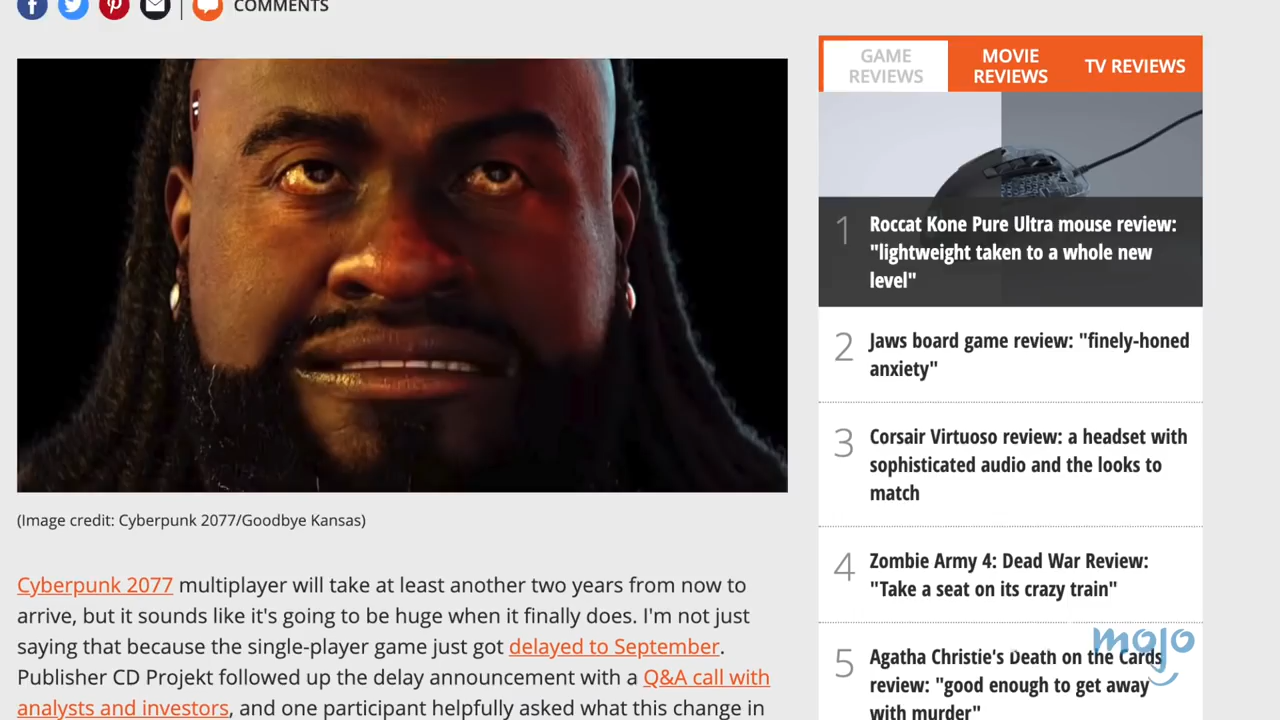 COMMENTS
(Image credit: Cyberpunk 2077/Goodbye Kansas)
Cyberpunk 2077 multiplayer will take at least another two years from now to
arrive, but it sounds like it's going to be huge when it finally does. I'm not just
saying that because the single-player game just got delayed to September.
Publisher CD Projekt followed up the delay announcement with a Q&A call with
analysts and investors, and one participant helpfully asked what this change in
GAME
REVIEWS
MOVIE
REVIEWS
TV REVIEWS
1
Roccat Kone Pure Ultra mouse review:
"lightweight taken to a whole new
level"
2
Jaws board game review: "finely-honed
anxiety"
3
Corsair Virtuoso review: a headset with
sophisticated audio and the looks to
match
4
Zombie Army 4: Dead War Review:
"Take a seat on its crazy train"
5
Agatha Christie's Death on the Cards
review: "good enough to get away
with murder"
mojo